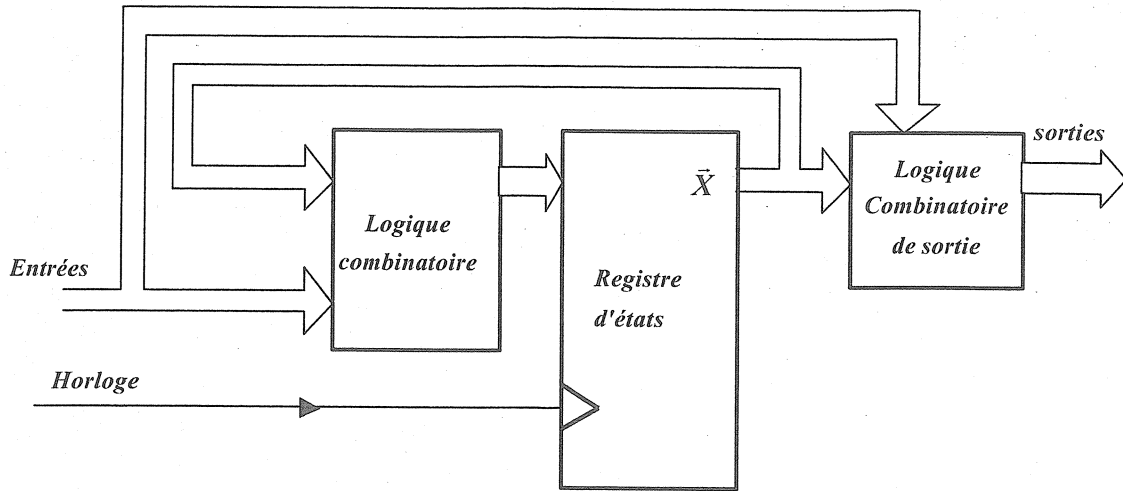 sorties
X⃗
Logique
Combinatoire
de sortie
Logique
combinatoire
Entrées
Registre
d'états
Horloge